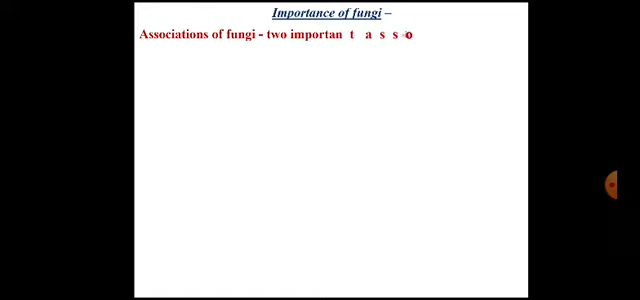 Importance of fungi –
Associations of fungi - two importan t a s s o